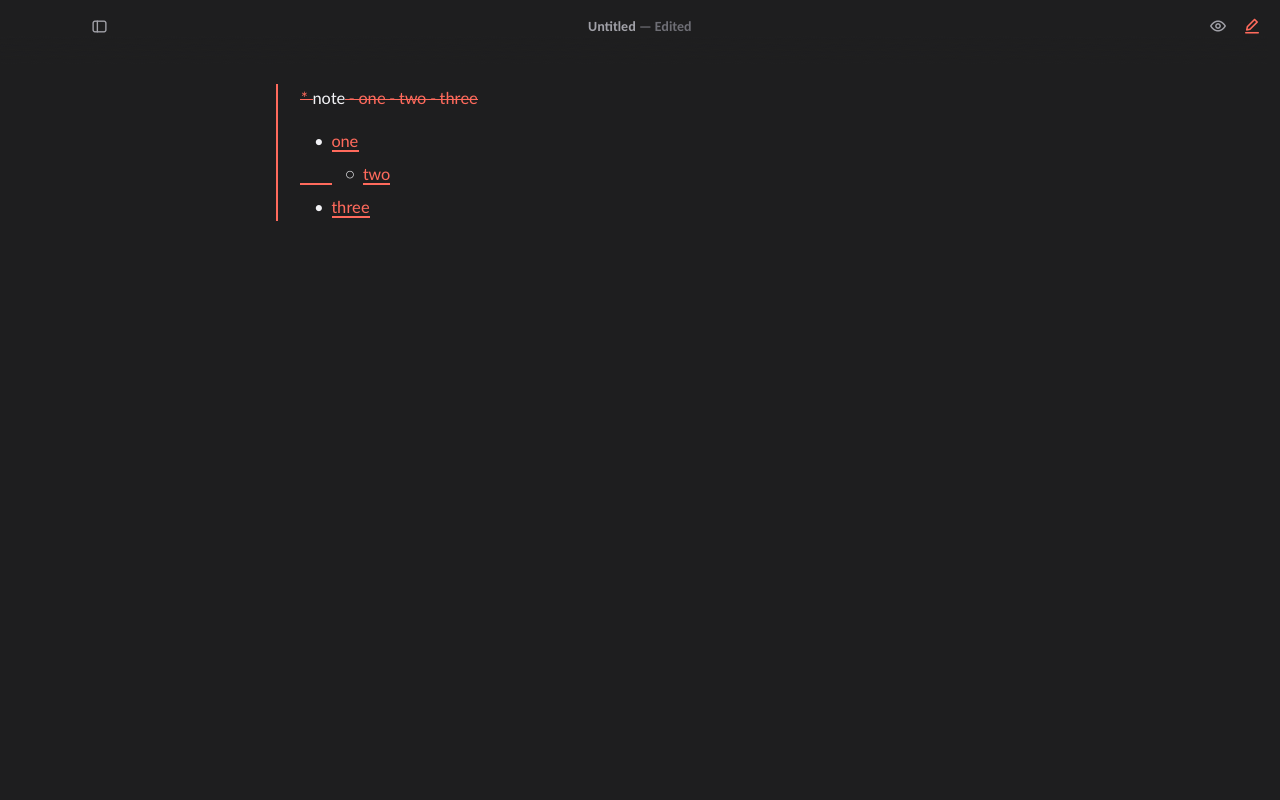 Untitled — Edited
* note - one - two - three
• one
◦ two
• three